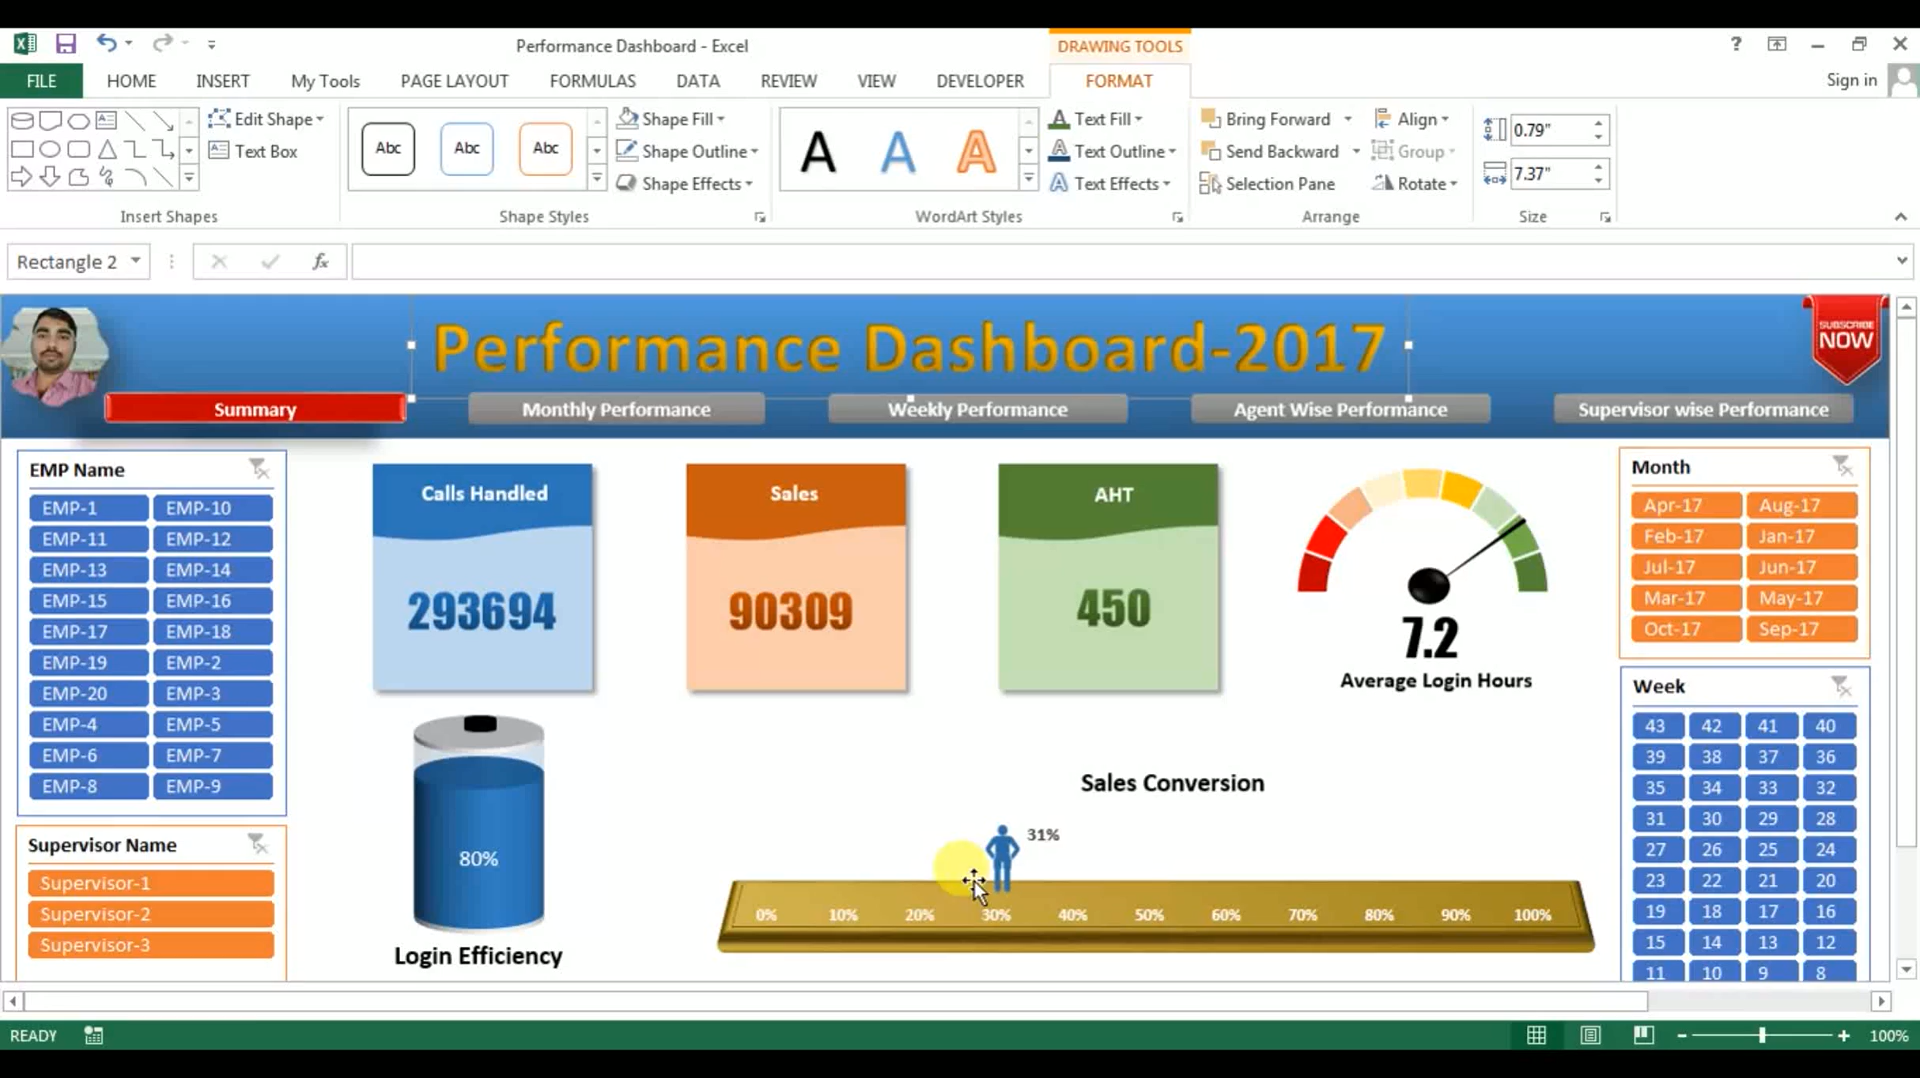 Performance Dashboard - Excel
DRAWING TOOLS
?
FILE HOME INSERT My Tools PAGE LAYOUT FORMULAS DATA REVIEW VIEW DEVELOPER FORMAT
Sign in
Edit Shape
Text Box
Insert Shapes
Abc Abc Abc
Shape Fill
Shape Outline
Shape Effects
Shape Styles
A A A
Text Fill
Text Outline
Text Effects
WordArt Styles
Bring Forward
Send Backward
Selection Pane
Align
Group
Rotate
Arrange
0.79"
7.37"
Size
Rectangle 2
fx
Performance Dashboard-2017
SUBSCRIBE
NOW
Summary Monthly Performance Weekly Performance Agent Wise Performance Supervisor wise Performance
EMP Name
EMP-1 EMP-10
EMP-11 EMP-12
EMP-13 EMP-14
EMP-15 EMP-16
EMP-17 EMP-18
EMP-19 EMP-2
EMP-20 EMP-3
EMP-4 EMP-5
EMP-6 EMP-7
EMP-8 EMP-9
Supervisor Name
Supervisor-1
Supervisor-2
Supervisor-3
Calls Handled
293694
Sales
90309
AHT
450
7.2
Average Login Hours
80%
Login Efficiency
Sales Conversion
31%
0% 10% 20% 30% 40% 50% 60% 70% 80% 90% 100%
Month
Apr-17 Aug-17
Feb-17 Jan-17
Jul-17 Jun-17
Mar-17 May-17
Oct-17 Sep-17
Week
43 42 41 40
39 38 37 36
35 34 33 32
31 30 29 28
27 26 25 24
23 22 21 20
19 18 17 16
15 14 13 12
11 10 9 8
READY
100%